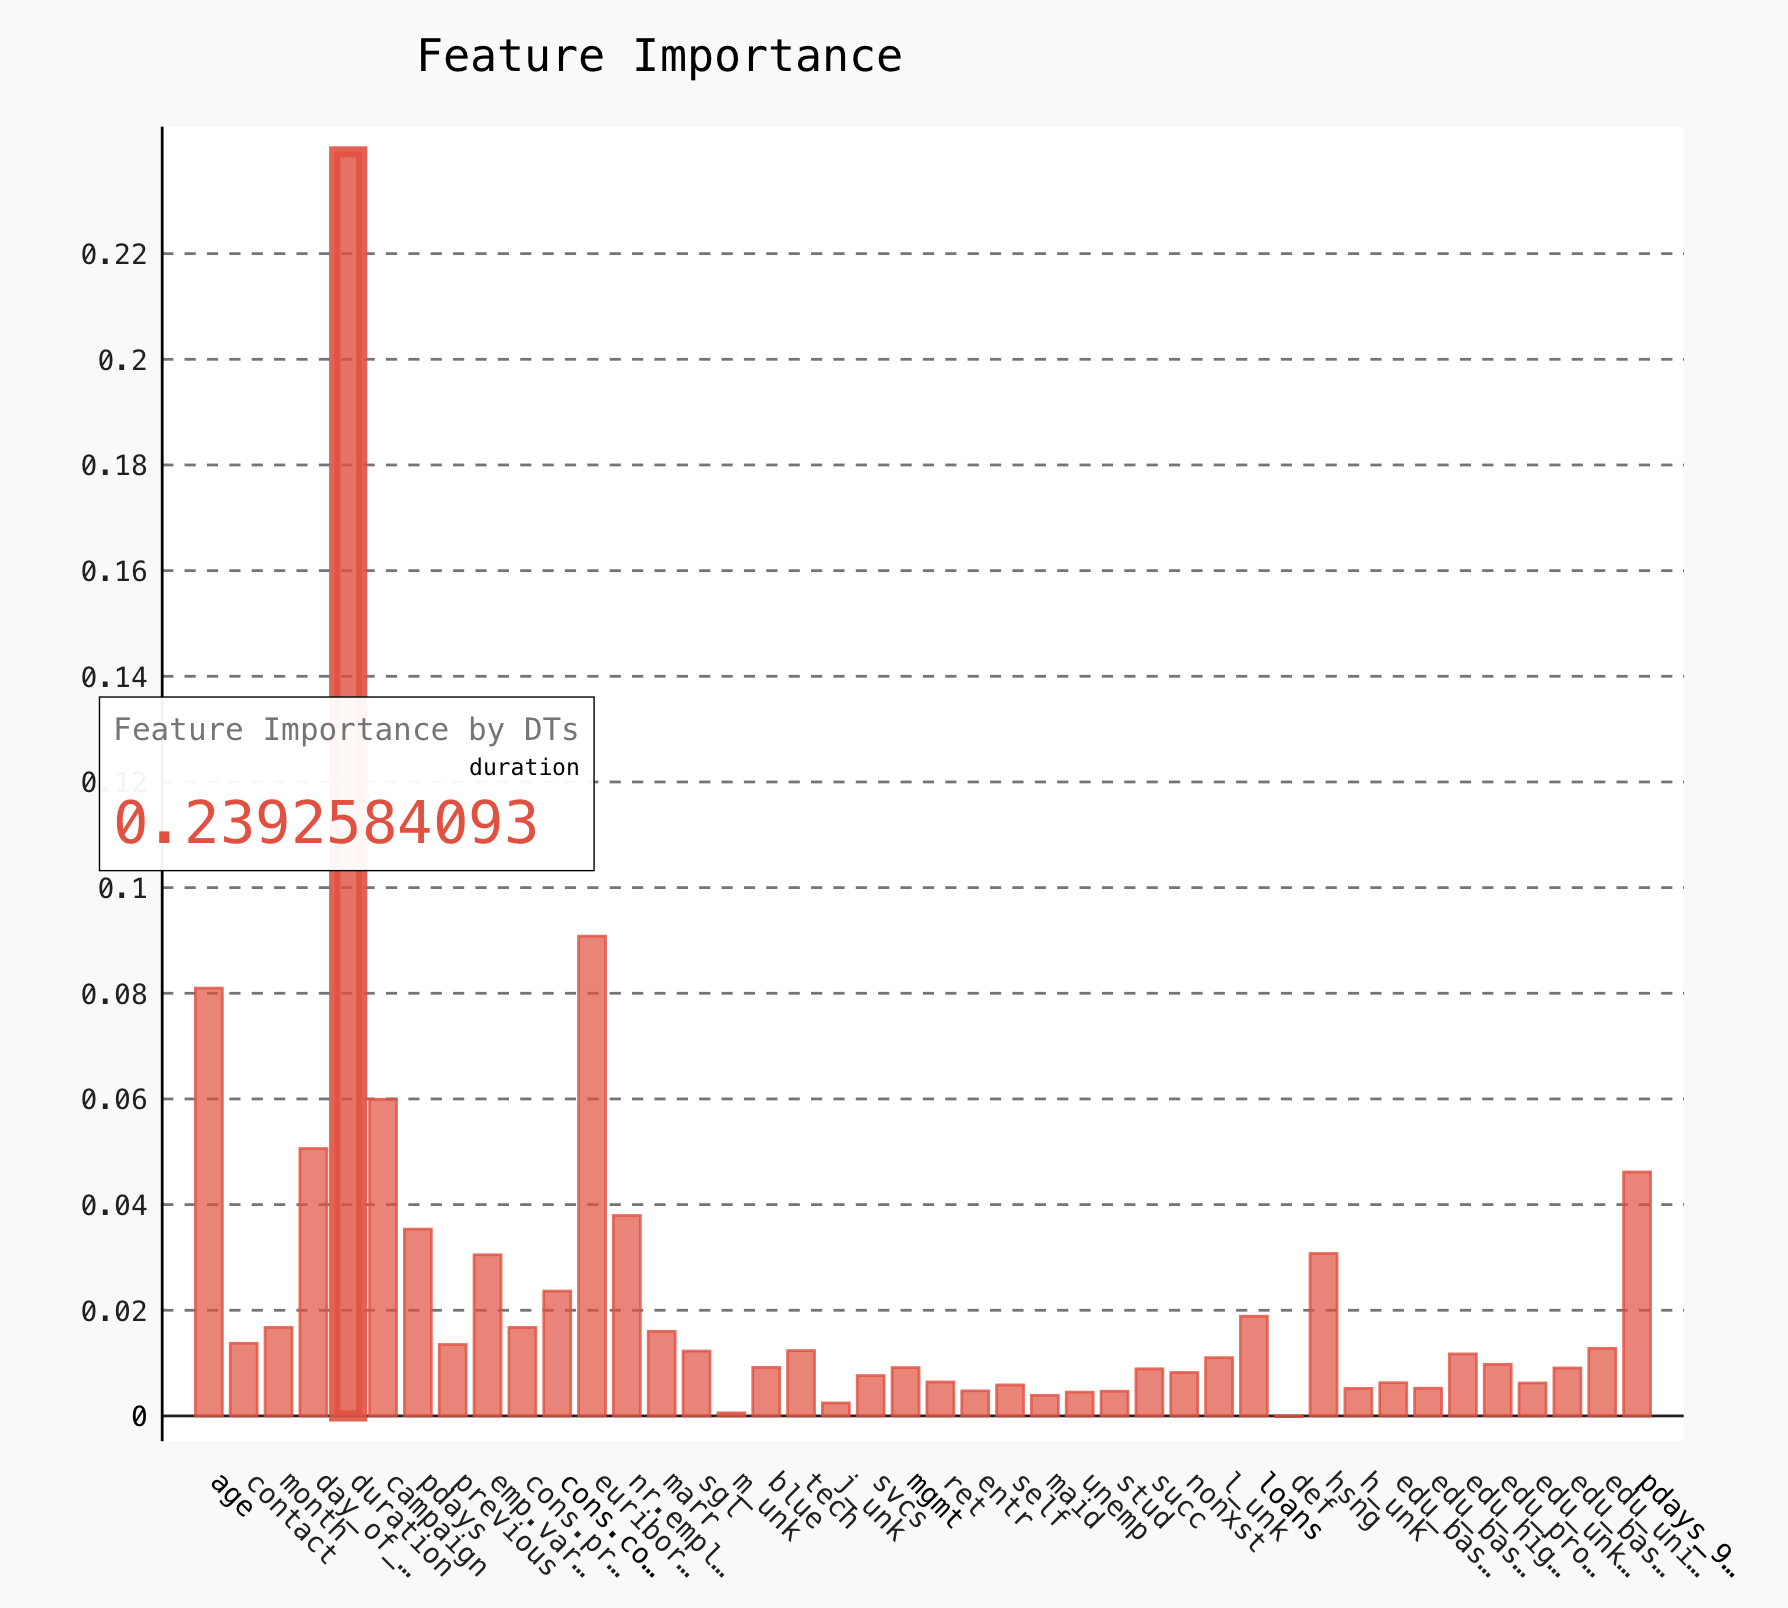 Feature Importance
0.22
0.2
0.18
0.16
0.14
Feature Importance by DTs
duration
0.12
0.2392584093
0.1
0.08
0.06
0.04
0.02
0
age
contact
month
day_of_…
duration
campaign
pdays
previous
emp.var…
cons.pr…
cons.co…
euribor…
nr.empl…
marr
sgl
m_unk
blue
tech
j_unk
svcs
mgmt
ret
entr
self
maid
unemp
stud
succ
nonxst
l_unk
loans
def
hsng
h_unk
edu_bas…
edu_bas…
edu_hig…
edu_pro…
edu_unk…
edu_bas…
edu_uni…
pdays_9…